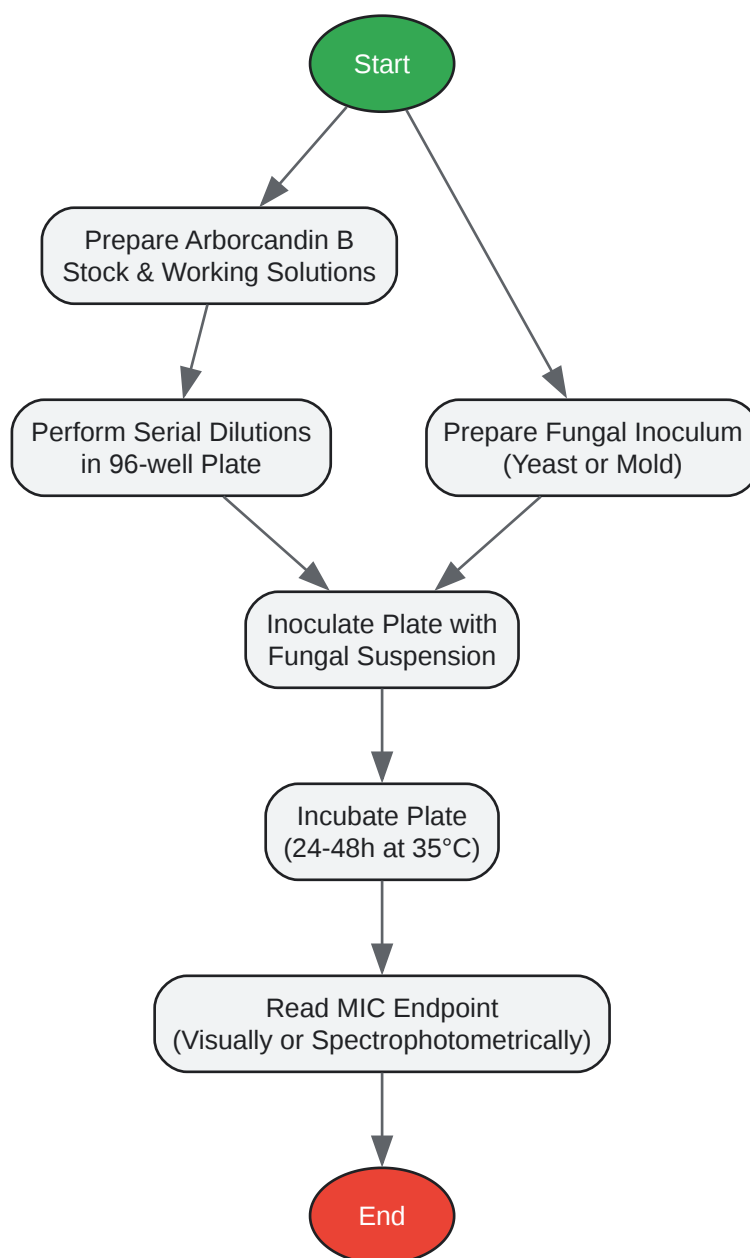 Start
Prepare Arborcandin B
Stock & Working Solutions
Perform Serial Dilutions
in 96-well Plate
Prepare Fungal Inoculum
(Yeast or Mold)
Inoculate Plate with
Fungal Suspension
Incubate Plate
(24-48h at 35°C)
Read MIC Endpoint
(Visually or Spectrophotometrically)
End